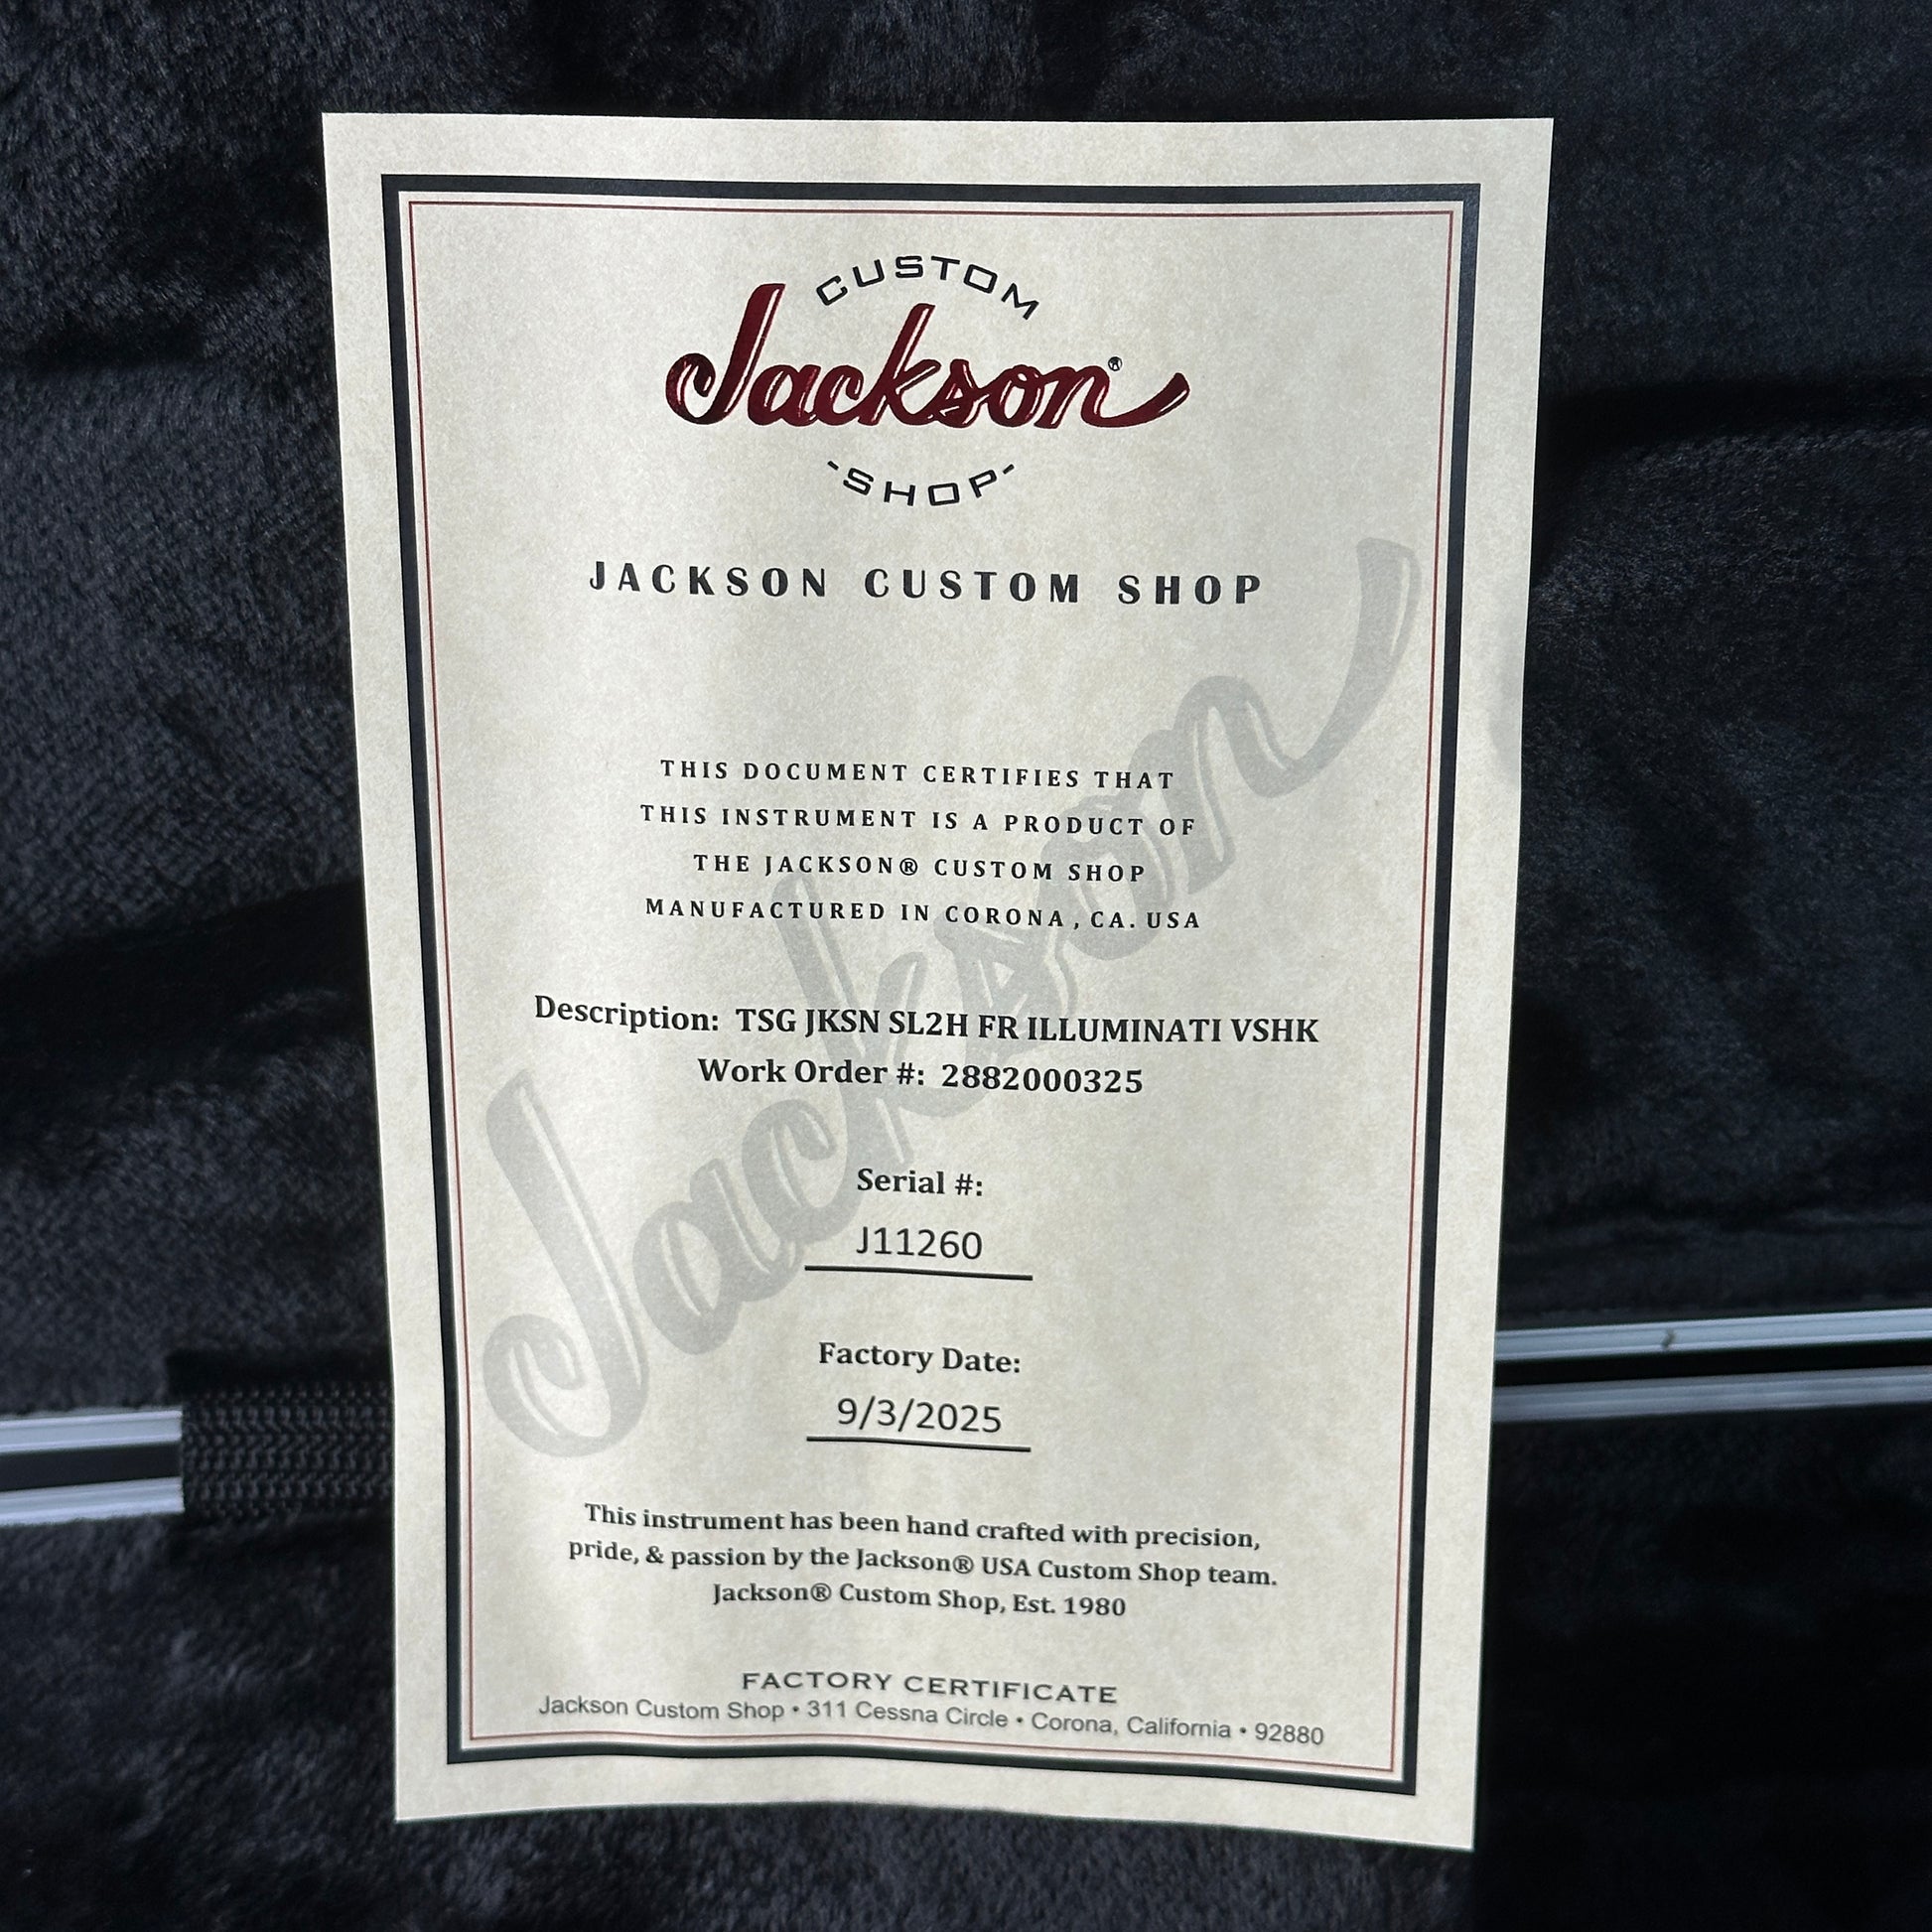 CUSTOM
Jackson®
-SHOP-
JACKSON CUSTOM SHOP
THIS DOCUMENT CERTIFIES THAT
THIS INSTRUMENT IS A PRODUCT OF
THE JACKSON® CUSTOM SHOP
MANUFACTURED IN CORONA, CA. USA
Jackson
Description: TSG JKSN SL2H FR ILLUMINATI VSHK
Work Order #: 2882000325
Serial #:
J11260
Factory Date:
9/3/2025
This instrument has been hand crafted with precision,
pride, & passion by the Jackson® USA Custom Shop team.
Jackson® Custom Shop, Est. 1980
FACTORY CERTIFICATE
Jackson Custom Shop • 311 Cessna Circle • Corona, California • 92880